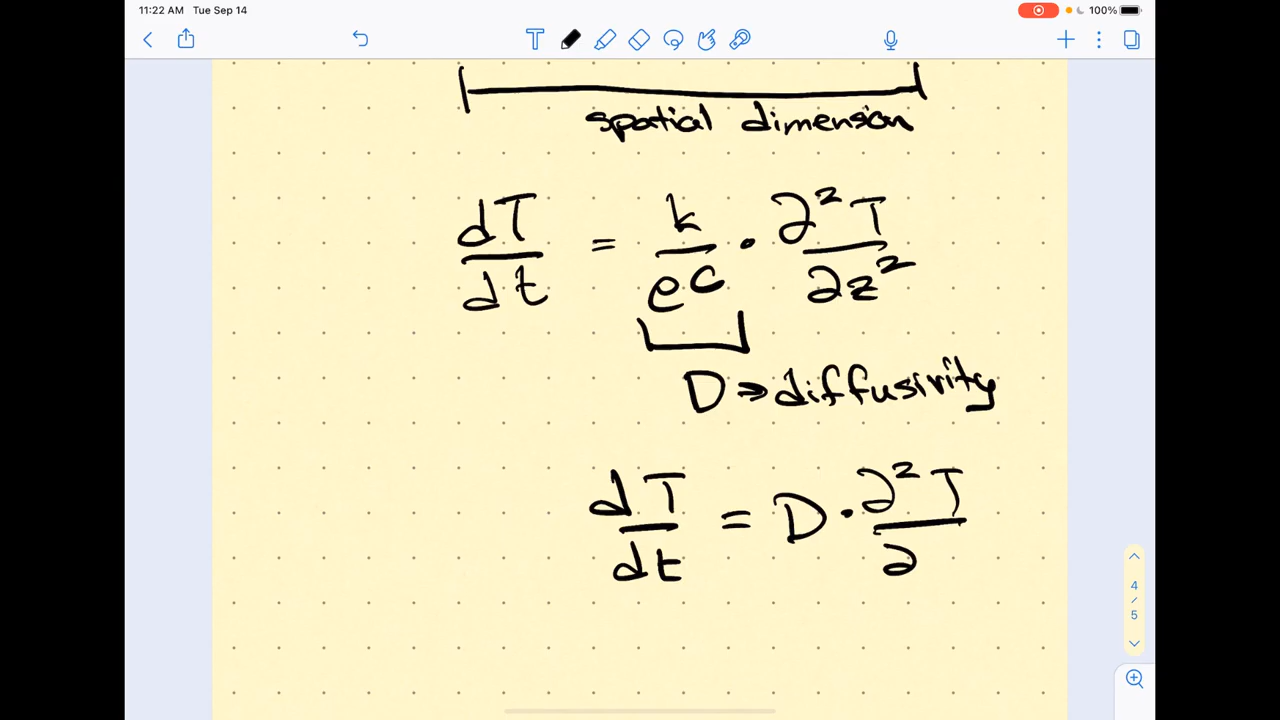 11:22 AM Tue Sep 14
100%
spatial dimension
dT/dt = k/ec · ∂²T/∂z²
D ⇒ diffusivity
dT/dt = D · ∂²T/∂
4
/
5